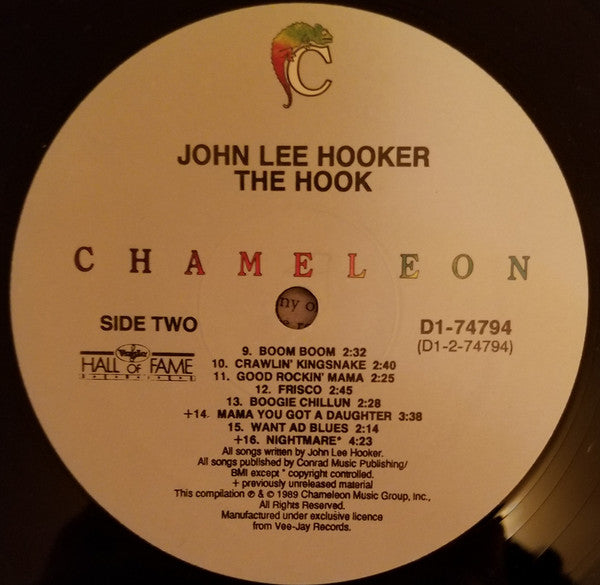 C
JOHN LEE HOOKER
THE HOOK
CHAMELEON
ny o
SIDE TWO
D1-74794
(D1-2-74794)
HALL OF FAME
9. BOOM BOOM 2:32
10. CRAWLIN' KINGSNAKE 2:40
11. GOOD ROCKIN' MAMA 2:25
12. FRISCO 2:45
13. BOOGIE CHILLUN 2:28
+14. MAMA YOU GOT A DAUGHTER 3:38
15. WANT AD BLUES 2:14
+16. NIGHTMARE* 4:23
All songs written by John Lee Hooker.
All songs published by Conrad Music Publishing/
BMI except * copyright controlled.
+ previously unreleased material
This compilation ℗ & © 1989 Chameleon Music Group, Inc.,
All Rights Reserved.
Manufactured under exclusive licence
from Vee-Jay Records.